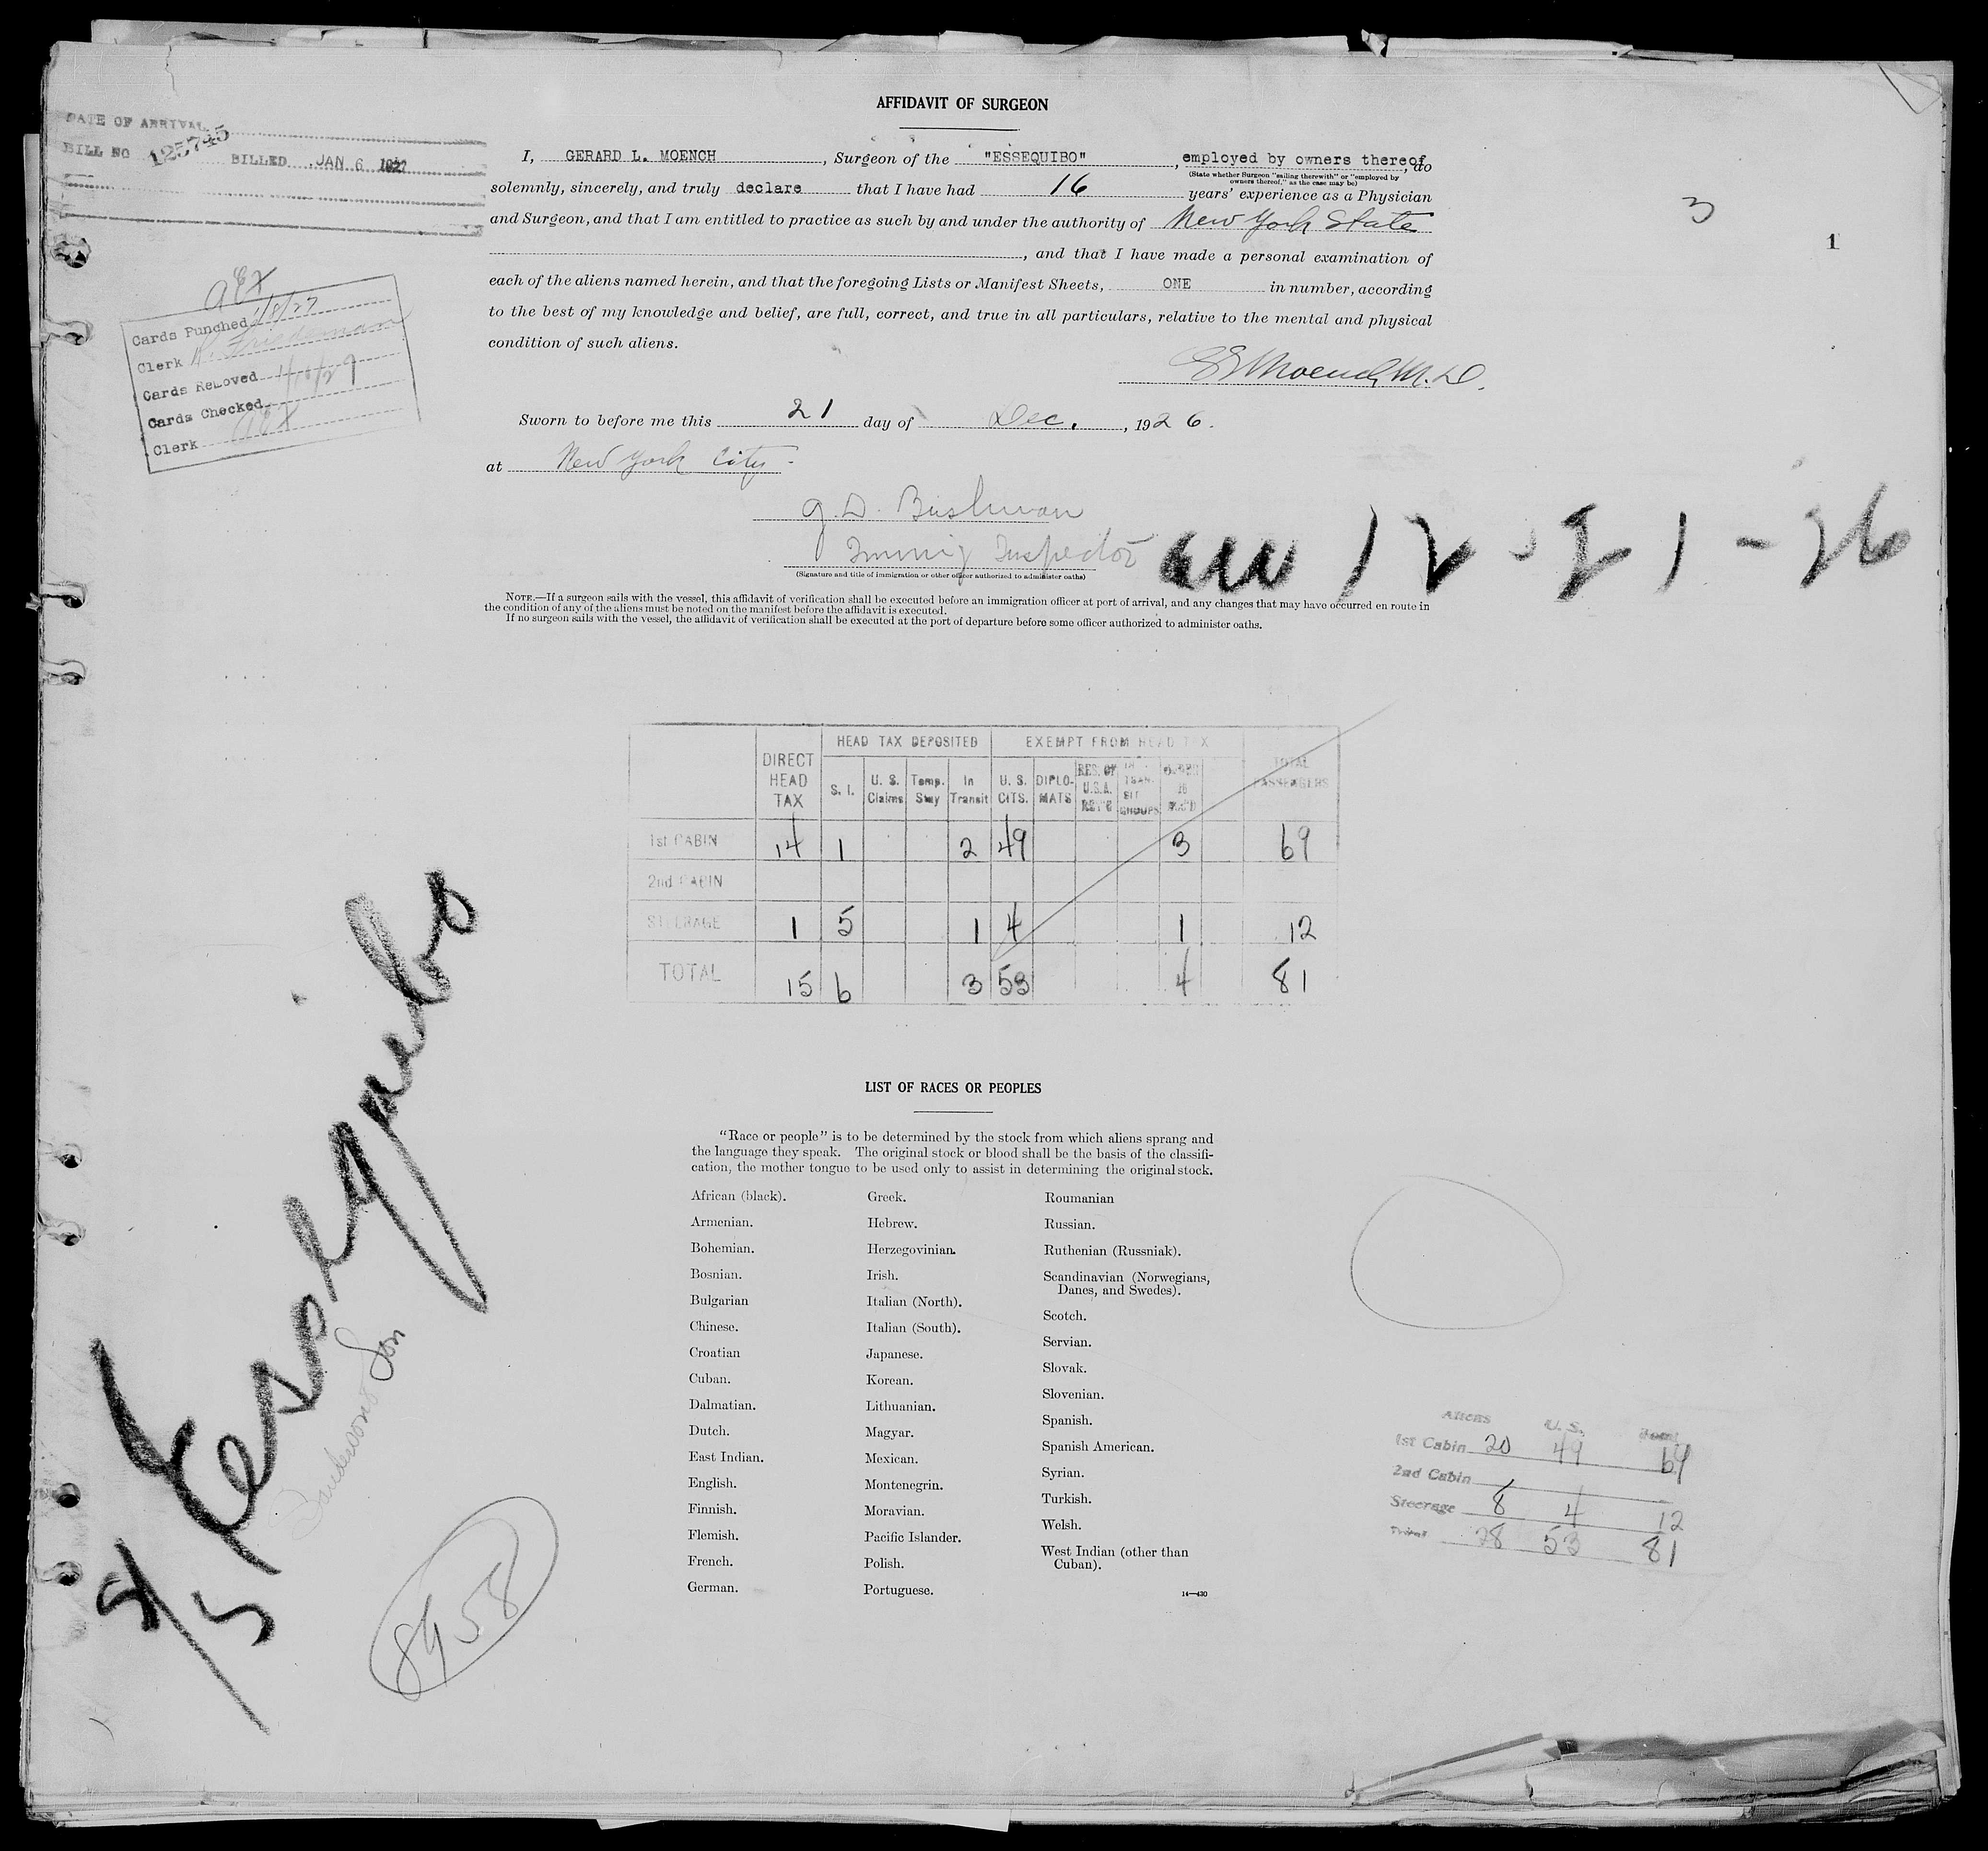 AFFIDAVIT OF SURGEON
DATE OF ARRIVAL
BILL NO 125745 BILLED JAN 6 1927
I, GERARD L. MOENCH, Surgeon of the "ESSEQUIBO", employed by owners thereof, do
(State whether Surgeon "sailing therewith" or "employed by
owners thereof," as the case may be)
solemnly, sincerely, and truly declare that I have had 16 years' experience as a Physician
and Surgeon, and that I am entitled to practice as such by and under the authority of New York State
, and that I have made a personal examination of
each of the aliens named herein, and that the foregoing Lists or Manifest Sheets, ONE in number, according
to the best of my knowledge and belief, are full, correct, and true in all particulars, relative to the mental and physical
condition of such aliens.
3
1
Cards Punched 1/8/27
Clerk
Cards Removed
Cards Checked
Clerk
Moench M.D.
Sworn to before me this 21 day of Dec., 1926.
at New York City
G.D. Bushman
Immig Inspector
(Signature and title of immigration or other officer authorized to administer oaths)
12-21-26
NOTE.—If a surgeon sails with the vessel, this affidavit of verification shall be executed before an immigration officer at port of arrival, and any changes that may have occurred en route in
the condition of any of the aliens must be noted on the manifest before the affidavit is executed.
If no surgeon sails with the vessel, the affidavit of verification shall be executed at the port of departure before some officer authorized to administer oaths.
HEAD TAX DEPOSITED EXEMPT FROM HEAD TAX
DIRECT HEAD TAX S. I. U. S. Claims Temp. Stay In Transit U. S. CITS. DIPLOMATS RES. OF U.S.A. TOTAL PASSENGERS
1st CABIN 14 1 2 49 3 69
2nd CABIN
STEERAGE 1 5 1 4 1 12
TOTAL 15 6 3 53 4 81
LIST OF RACES OR PEOPLES
"Race or people" is to be determined by the stock from which aliens sprang and
the language they speak. The original stock or blood shall be the basis of the classifi-
cation, the mother tongue to be used only to assist in determining the original stock.
African (black).
Armenian.
Bohemian.
Bosnian.
Bulgarian
Chinese.
Croatian
Cuban.
Dalmatian.
Dutch.
East Indian.
English.
Finnish.
Flemish.
French.
German.
Greek.
Hebrew.
Herzegovinian.
Irish.
Italian (North).
Italian (South).
Japanese.
Korean.
Lithuanian.
Magyar.
Mexican.
Montenegrin.
Moravian.
Pacific Islander.
Polish.
Portuguese.
Roumanian
Russian.
Ruthenian (Russniak).
Scandinavian (Norwegians,
Danes, and Swedes).
Scotch.
Servian.
Slovak.
Slovenian.
Spanish.
Spanish American.
Syrian.
Turkish.
Welsh.
West Indian (other than
Cuban).
14—430
Essequibo
S/S
Son
8958
Aliens U.S. Total
1st Cabin 20 49 69
2nd Cabin
Steerage 8 4 12
Total 28 53 81